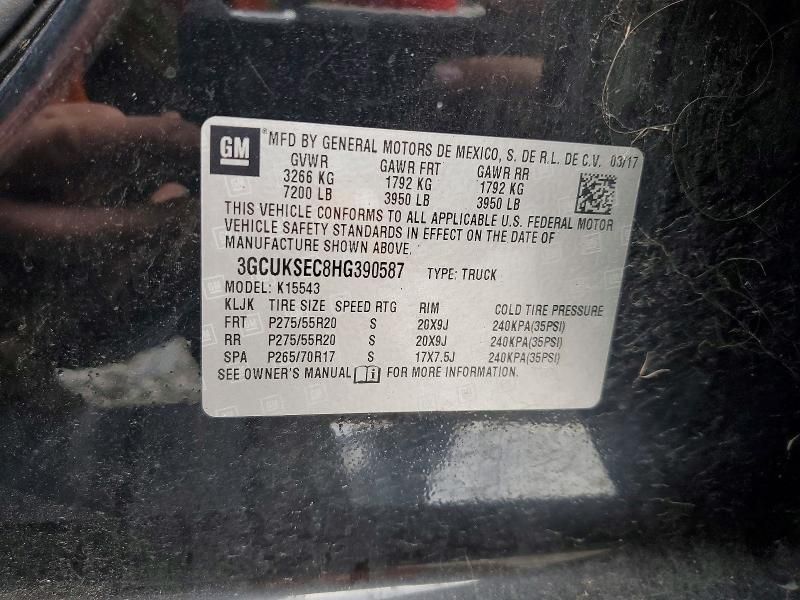 GM ® MFD BY GENERAL MOTORS DE MEXICO, S. DE R.L. DE C.V. 03/17
GVWR GAWR FRT GAWR RR
3266 KG 1792 KG 1792 KG
7200 LB 3950 LB 3950 LB
THIS VEHICLE CONFORMS TO ALL APPLICABLE U.S. FEDERAL MOTOR
VEHICLE SAFETY STANDARDS IN EFFECT ON THE DATE OF
MANUFACTURE SHOWN ABOVE.
3GCUKSEC8HG390587 TYPE: TRUCK
MODEL: K15543
KLJK TIRE SIZE SPEED RTG RIM COLD TIRE PRESSURE
FRT P275/55R20 S 20X9J 240KPA(35PSI)
RR P275/55R20 S 20X9J 240KPA(35PSI)
SPA P265/70R17 S 17X7.5J 240KPA(35PSI)
SEE OWNER'S MANUAL FOR MORE INFORMATION.